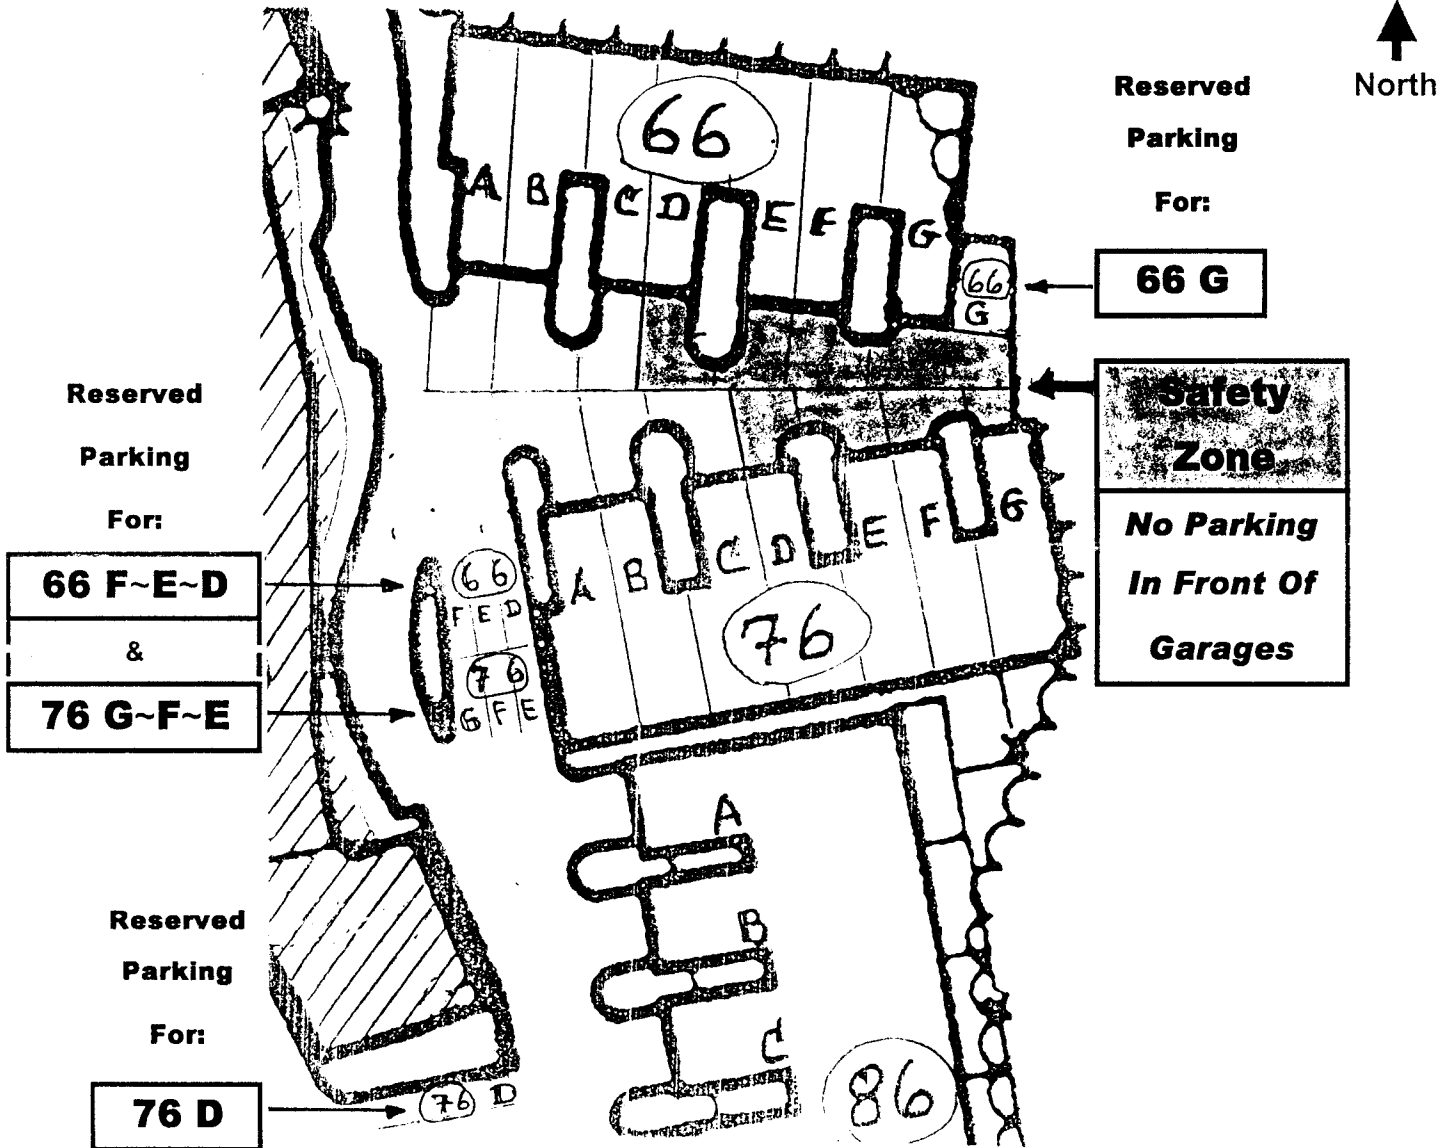 North
Reserved
Parking
For:
66 G
66
A B C D E F G
66
G
Safety
Zone
No Parking
In Front Of
Garages
Reserved
Parking
For:
66 F~E~D
&
76 G~F~E
66
F E D
76
G F E
A B C D E F G
76
A
B
C
86
Reserved
Parking
For:
76 D
76 D